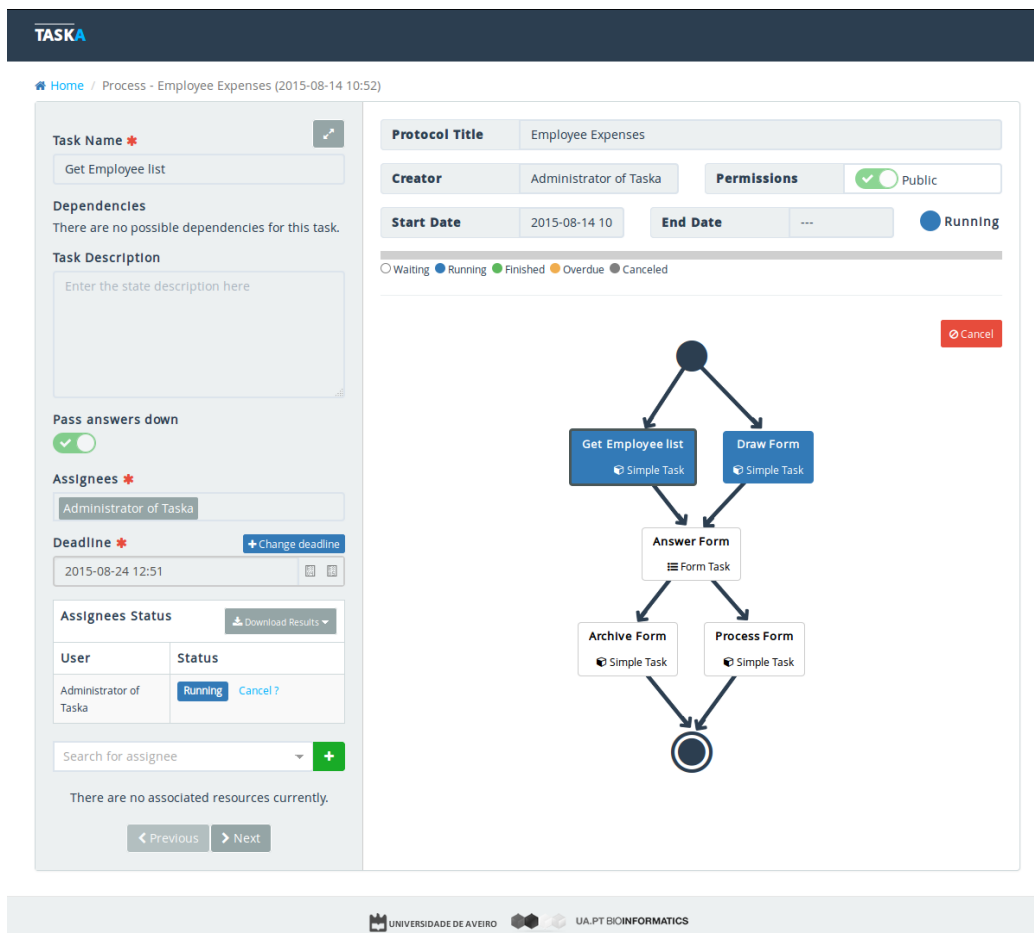 TASKA
Home / Process - Employee Expenses (2015-08-14 10:52)
Task Name *
Get Employee list
Dependencies
There are no possible dependencies for this task.
Task Description
Enter the state description here
Pass answers down
Assignees *
Administrator of Taska
Deadline *
+ Change deadline
2015-08-24 12:51
Assignees Status
Download Results
User Status
Administrator of
Taska
Running Cancel ?
Search for assignee
+
There are no associated resources currently.
Previous
Next
Protocol Title Employee Expenses
Creator Administrator of Taska Permissions Public
Start Date 2015-08-14 10 End Date --- Running
Waiting Running Finished Overdue Canceled
Cancel
Get Employee list
Simple Task
Draw Form
Simple Task
Answer Form
Form Task
Archive Form
Simple Task
Process Form
Simple Task
UNIVERSIDADE DE AVEIRO
UA.PT BIOINFORMATICS